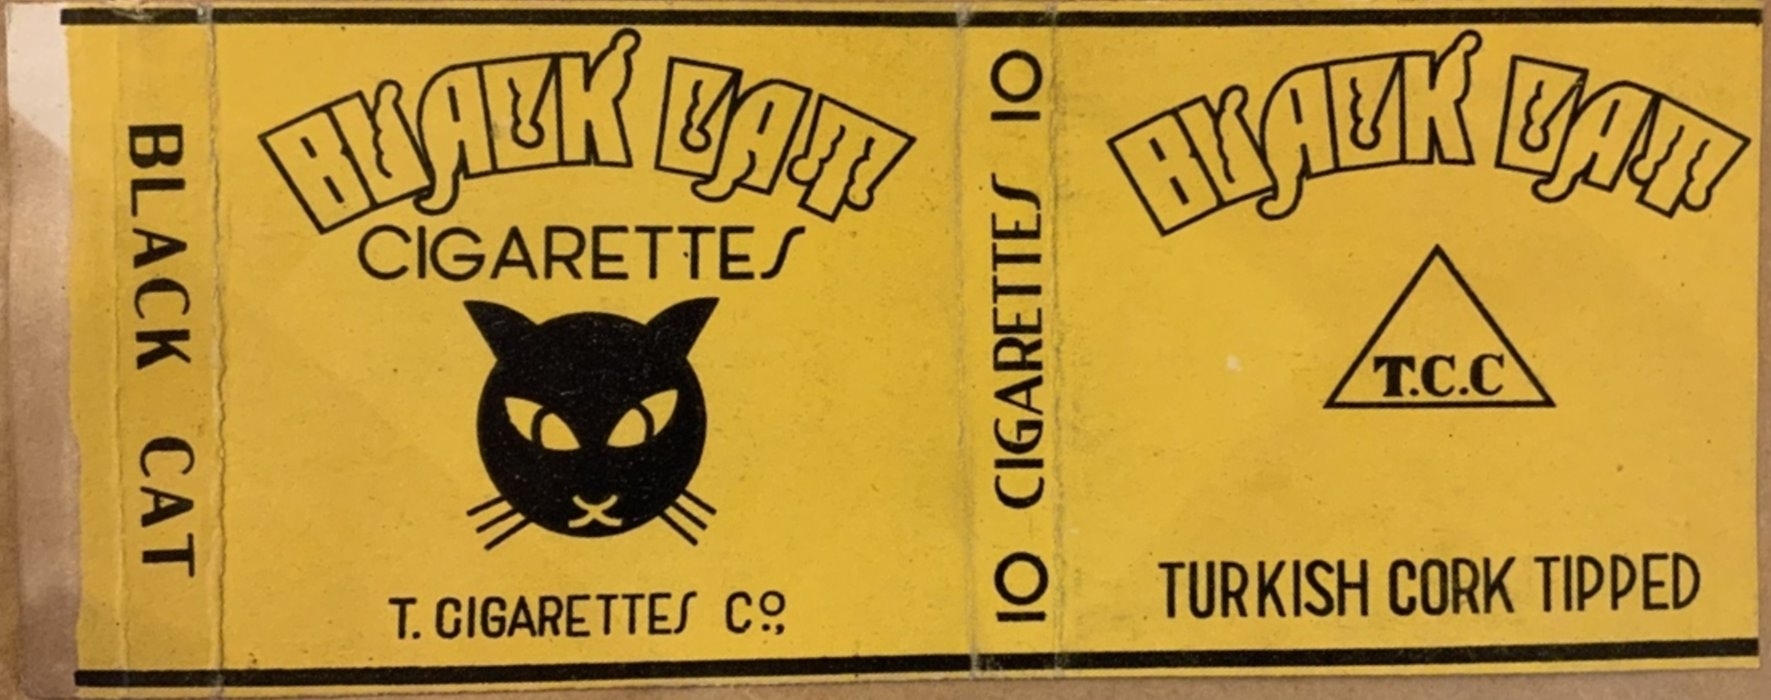 BLACK CAT
BLACK CAT
CIGARETTES
T. CIGARETTES Co.,
10 CIGARETTES 10
BLACK CAT
T.C.C
TURKISH CORK TIPPED